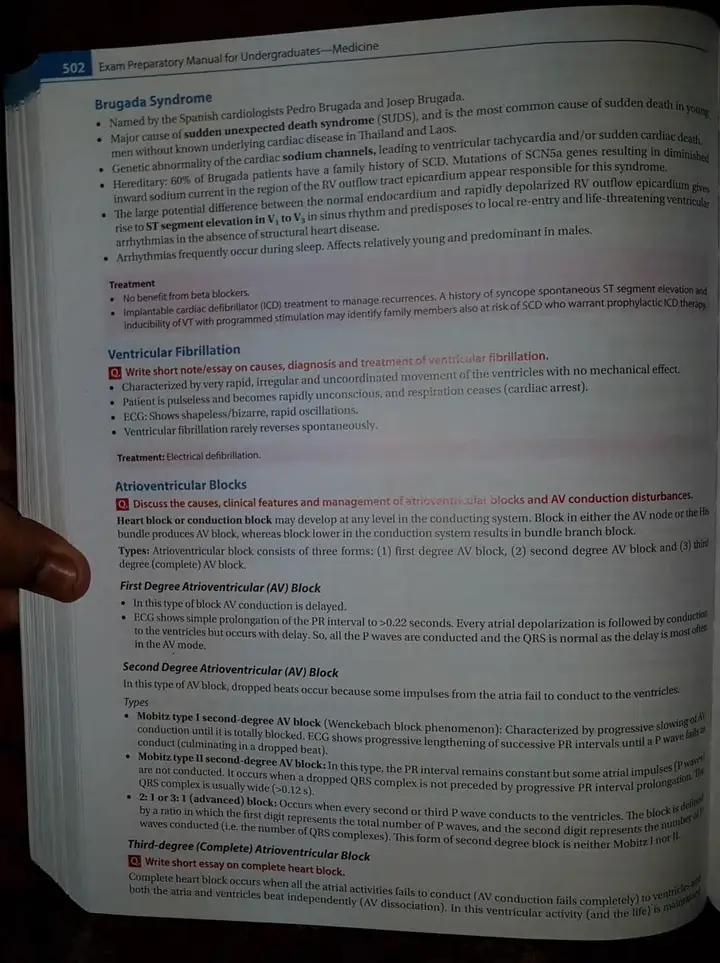 502 Exam Preparatory Manual for Undergraduates—Medicine
Brugada Syndrome
• Named by the Spanish cardiologists Pedro Brugada and Josep Brugada.
• Major cause of sudden unexpected death syndrome (SUDS), and is the most common cause of sudden death in young
men without known underlying cardiac disease in Thailand and Laos.
• Genetic abnormality of the cardiac sodium channels, leading to ventricular tachycardia and/or sudden cardiac death.
• Hereditary: 60% of Brugada patients have a family history of SCD. Mutations of SCN5a genes resulting in diminished
inward sodium current in the region of the RV outflow tract epicardium appear responsible for this syndrome.
• The large potential difference between the normal endocardium and rapidly depolarized RV outflow epicardium gives
rise to ST segment elevation in V1 to V3 in sinus rhythm and predisposes to local re-entry and life-threatening ventricular
arrhythmias in the absence of structural heart disease.
• Arrhythmias frequently occur during sleep. Affects relatively young and predominant in males.
Treatment
• No benefit from beta blockers.
• Implantable cardiac defibrillator (ICD) treatment to manage recurrences. A history of syncope spontaneous ST segment elevation and
inducibility of VT with programmed stimulation may identify family members also at risk of SCD who warrant prophylactic ICD therapy.
Ventricular Fibrillation
Q. Write short note/essay on causes, diagnosis and treatment of ventricular fibrillation.
• Characterized by very rapid, irregular and uncoordinated movement of the ventricles with no mechanical effect.
• Patient is pulseless and becomes rapidly unconscious, and respiration ceases (cardiac arrest).
• ECG: Shows shapeless/bizarre, rapid oscillations.
• Ventricular fibrillation rarely reverses spontaneously.
Treatment: Electrical defibrillation.
Atrioventricular Blocks
Q. Discuss the causes, clinical features and management of atrioventricular blocks and AV conduction disturbances.
Heart block or conduction block may develop at any level in the conducting system. Block in either the AV node or the His
bundle produces AV block, whereas block lower in the conduction system results in bundle branch block.
Types: Atrioventricular block consists of three forms: (1) first degree AV block, (2) second degree AV block and (3) third
degree (complete) AV block.
First Degree Atrioventricular (AV) Block
• In this type of block AV conduction is delayed.
• ECG shows simple prolongation of the PR interval to >0.22 seconds. Every atrial depolarization is followed by conduction
to the ventricles but occurs with delay. So, all the P waves are conducted and the QRS is normal as the delay is most often
in the AV mode.
Second Degree Atrioventricular (AV) Block
In this type of AV block, dropped beats occur because some impulses from the atria fail to conduct to the ventricles.
Types
• Mobitz type I second-degree AV block (Wenckebach block phenomenon): Characterized by progressive slowing of AV
conduction until it is totally blocked. ECG shows progressive lengthening of successive PR intervals until a P wave fails to
conduct (culminating in a dropped beat).
• Mobitz type II second-degree AV block: In this type, the PR interval remains constant but some atrial impulses (P waves)
are not conducted. It occurs when a dropped QRS complex is not preceded by progressive PR interval prolongation. The
QRS complex is usually wide (>0.12 s).
• 2: 1 or 3: 1 (advanced) block: Occurs when every second or third P wave conducts to the ventricles. The block is defined
by a ratio in which the first digit represents the total number of P waves, and the second digit represents the number of P
waves conducted (i.e. the number of QRS complexes). This form of second degree block is neither Mobitz I nor II.
Third-degree (Complete) Atrioventricular Block
Q. Write short essay on complete heart block.
Complete heart block occurs when all the atrial activities fails to conduct (AV conduction fails completely) to ventricles and
both the atria and ventricles beat independently (AV dissociation). In this ventricular activity (and the life) is maintained